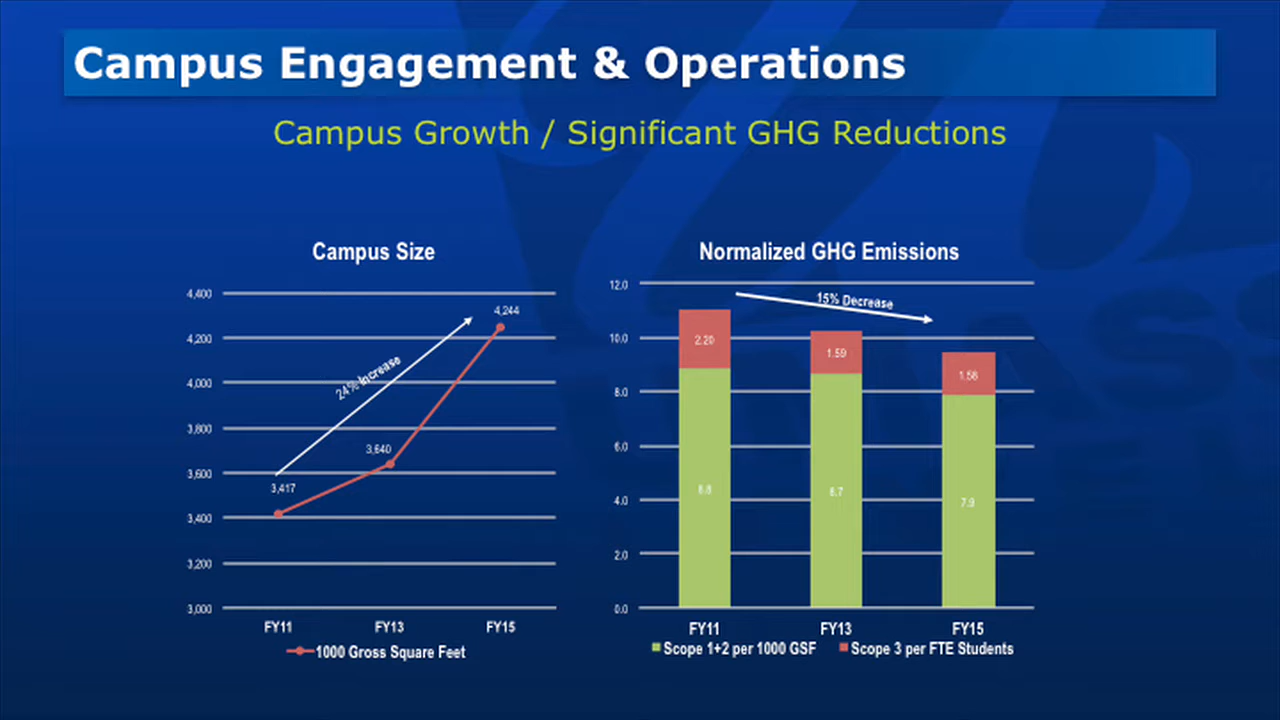 Campus Engagement & Operations
Campus Growth / Significant GHG Reductions
Campus Size
4,400
4,200
4,000
3,800
3,600
3,400
3,200
3,000
4,244
24% Increase
3,640
3,417
FY11 FY13 FY15
1000 Gross Square Feet
Normalized GHG Emissions
12.0
10.0
8.0
6.0
4.0
2.0
0.0
15% Decrease
2.20
1.59
1.58
8.8
8.7
7.9
FY11 FY13 FY15
Scope 1+2 per 1000 GSF Scope 3 per FTE Students